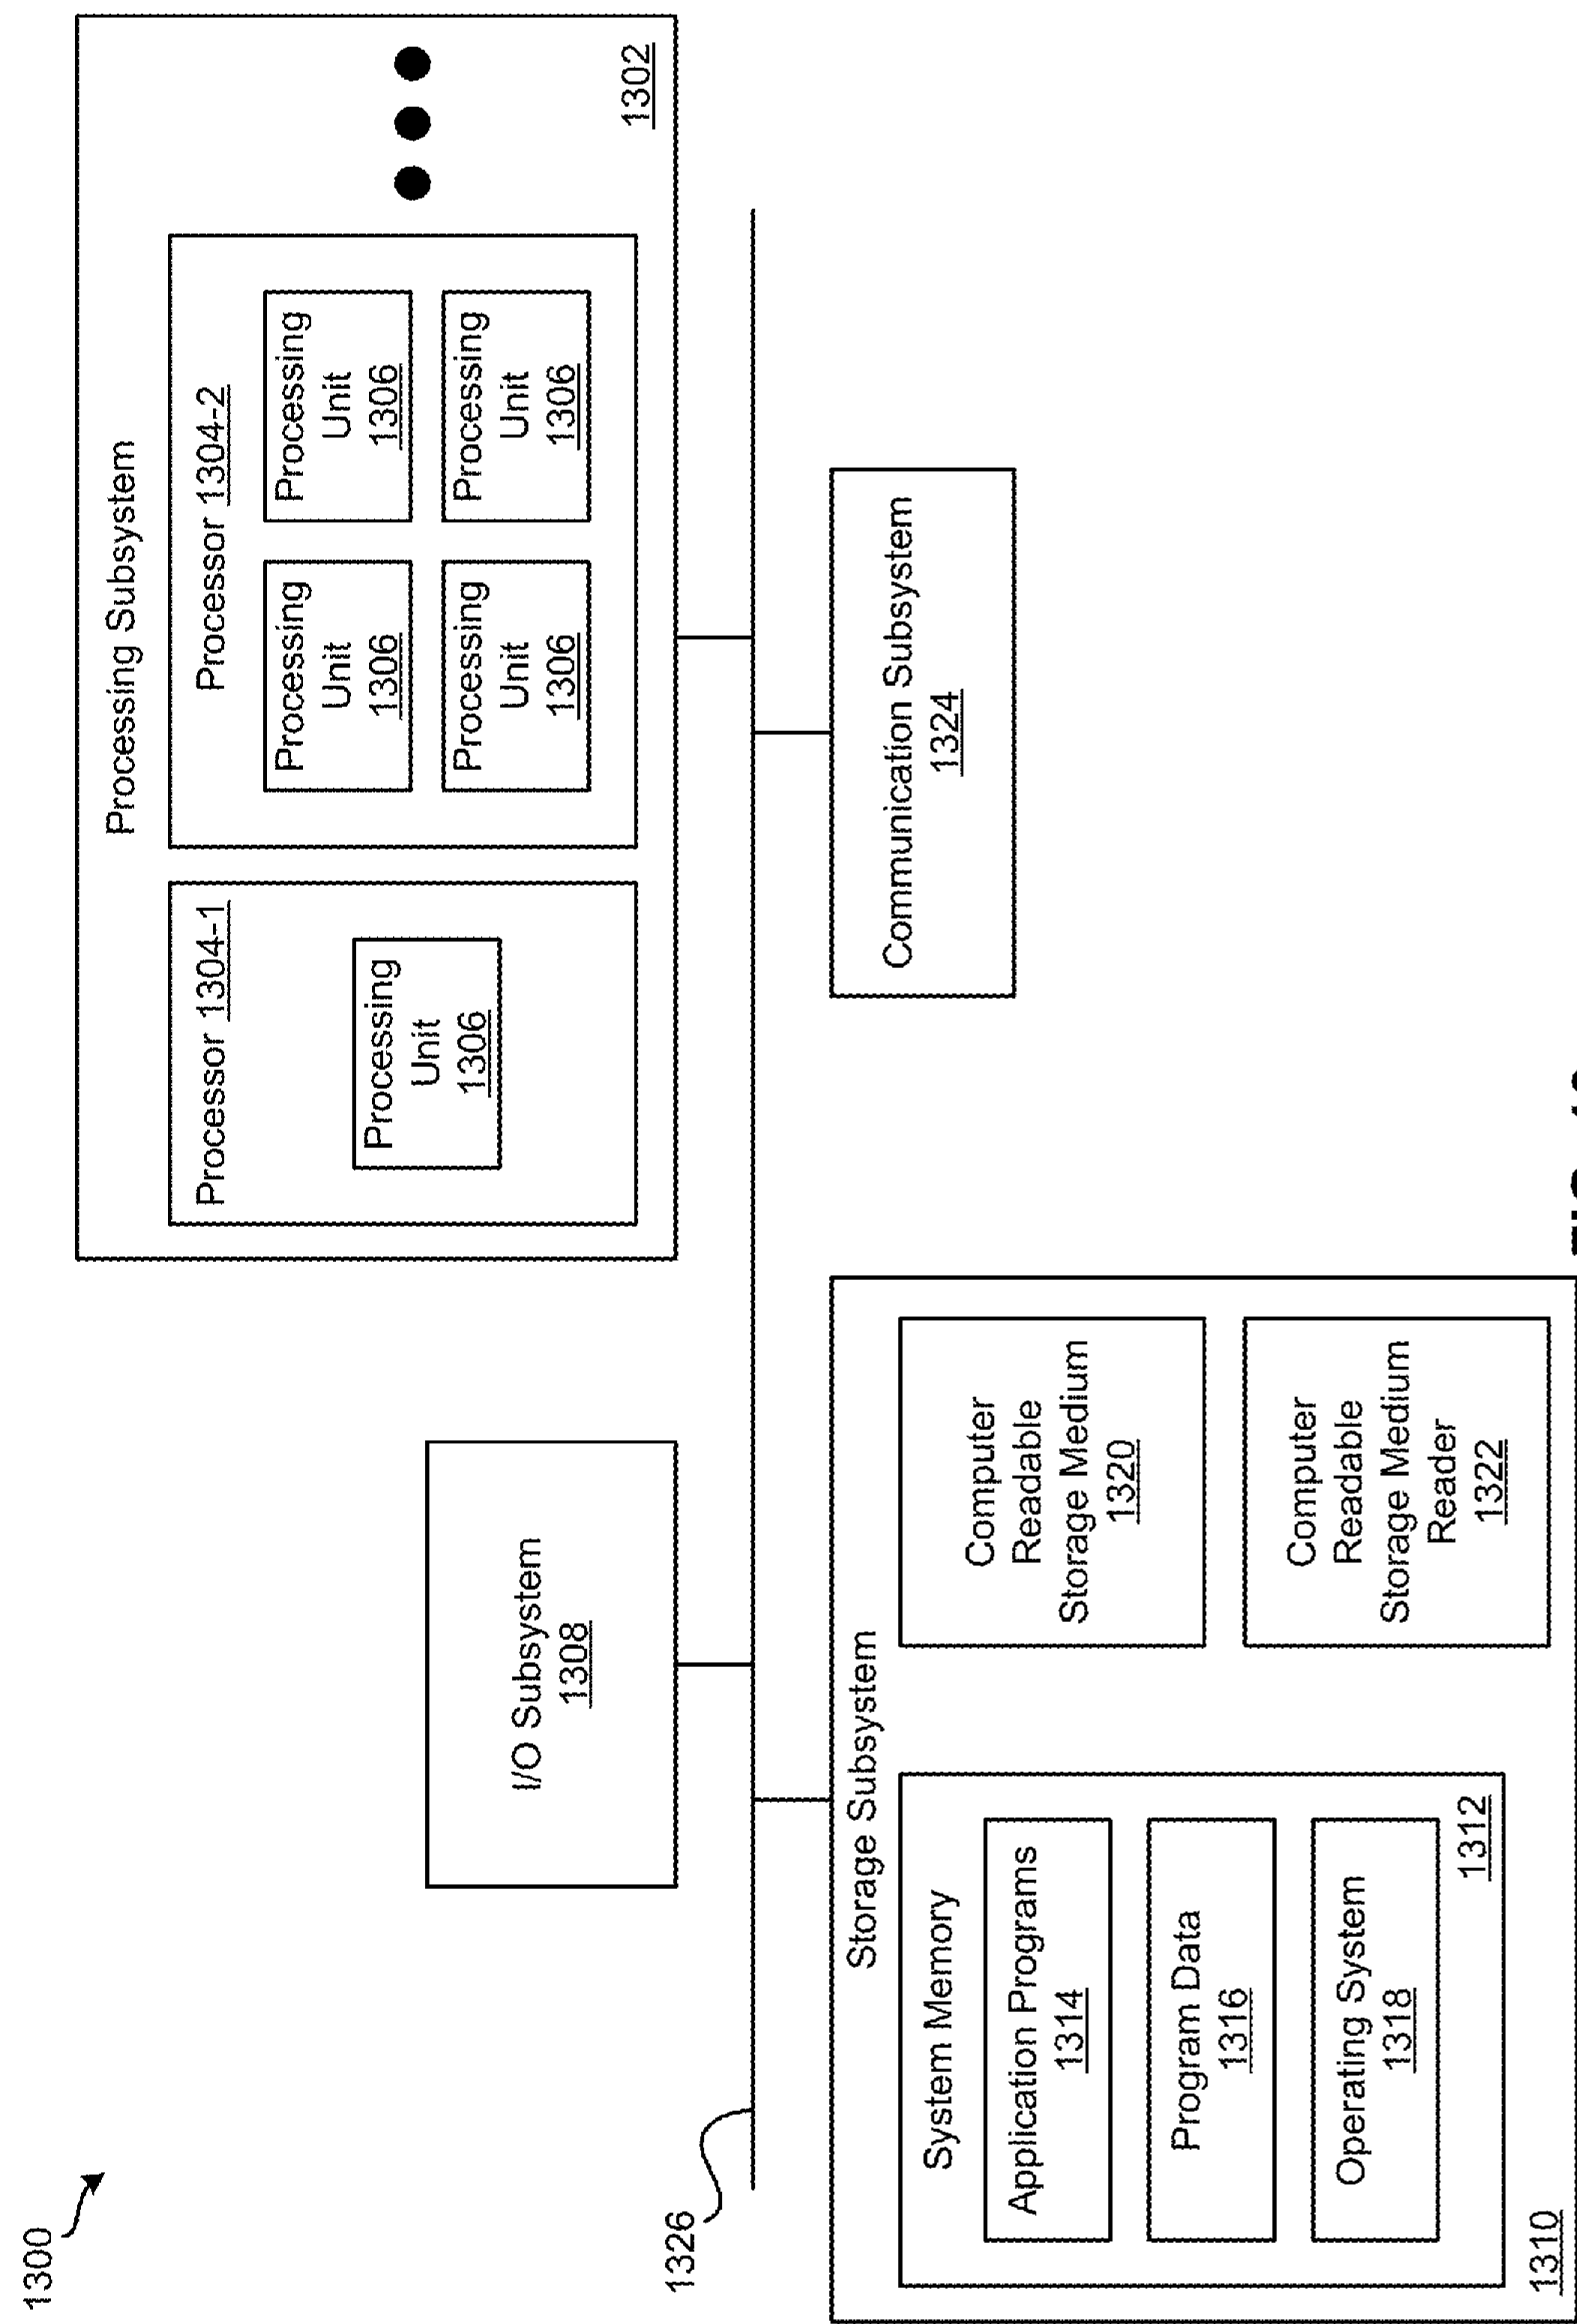 1300
I/O Subsystem
1308
Processing Subsystem
Processor 1304-1
Processing
Unit
1306
Processor 1304-2
Processing
Unit
1306
Processing
Unit
1306
Processing
Unit
1306
Processing
Unit
1306
1302
1326
Storage Subsystem
System Memory
Application Programs
1314
Program Data
1316
Operating System
1318
1312
Computer
Readable
Storage Medium
1320
Computer
Readable
Storage Medium
Reader
1322
1310
Communication Subsystem
1324